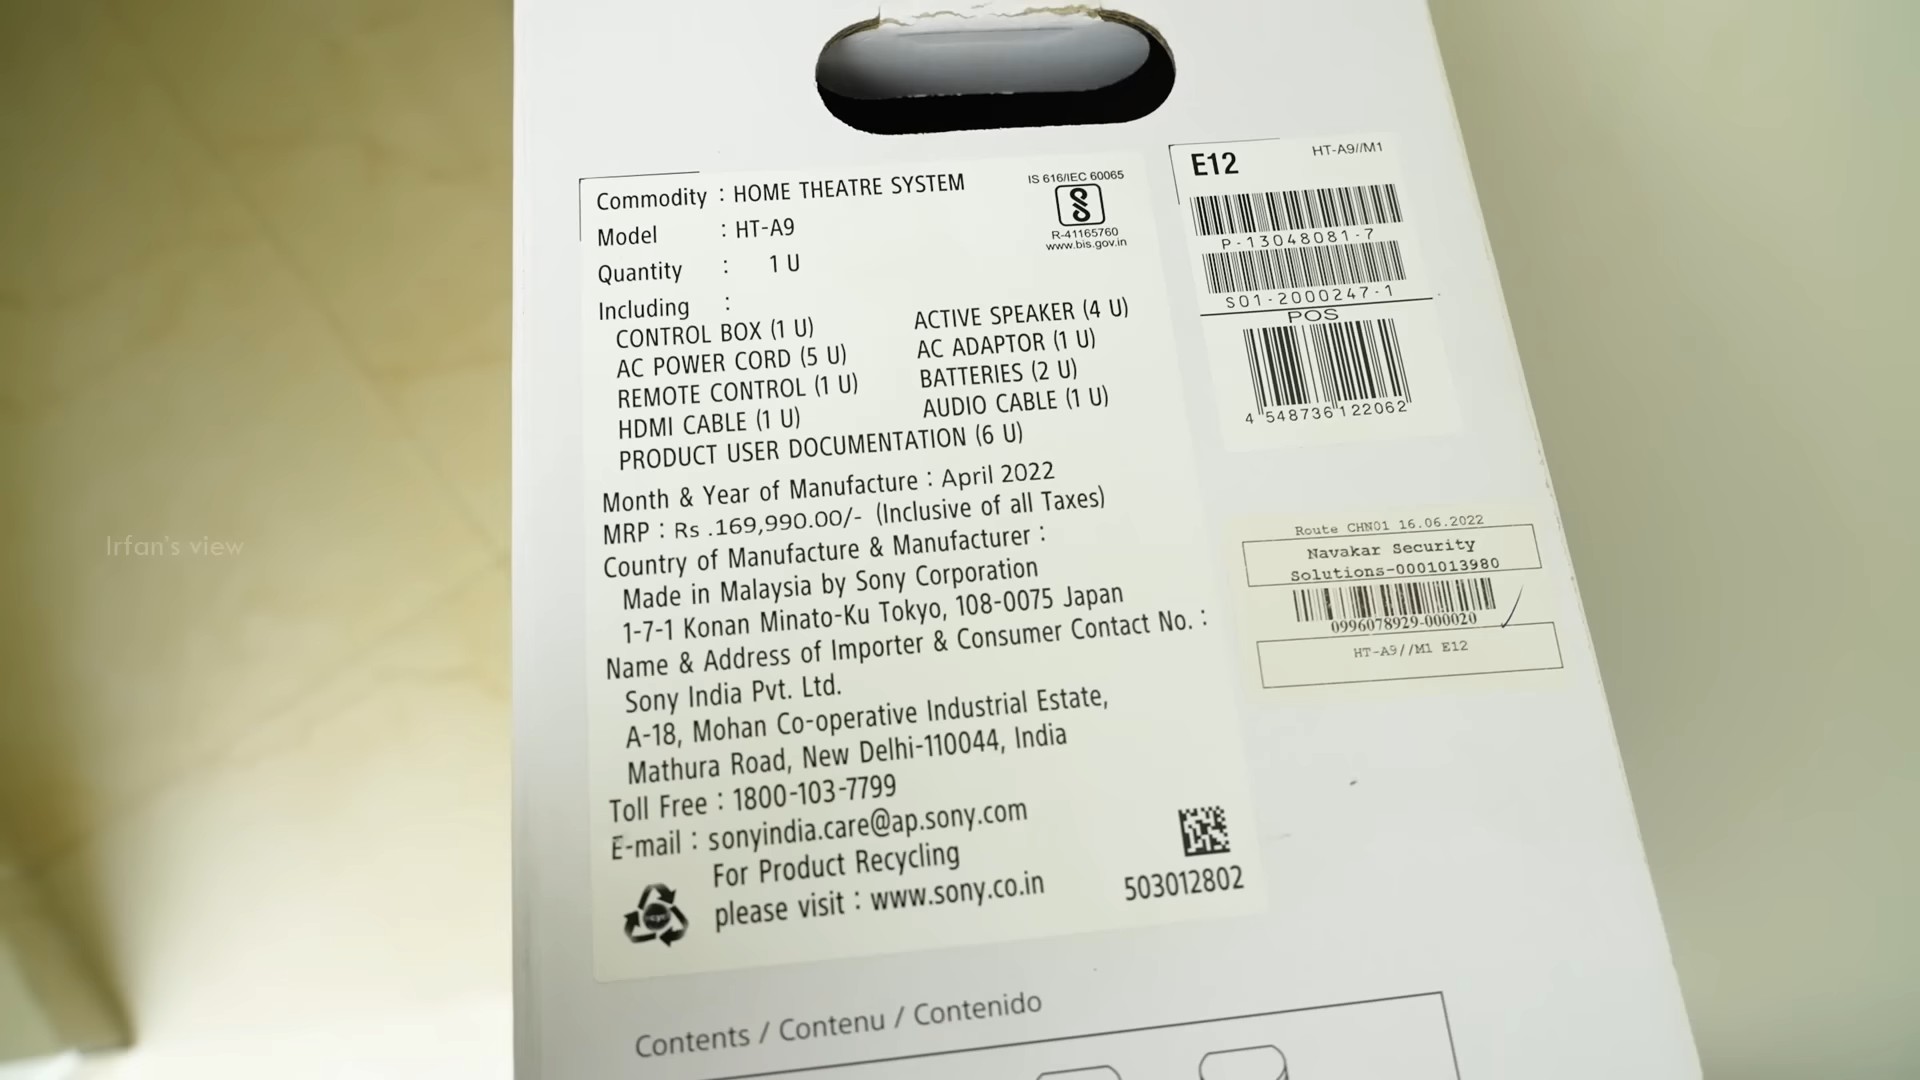 Commodity : HOME THEATRE SYSTEM
IS 616/IEC 60065
R-41165760
www.bis.gov.in
Model : HT-A9
Quantity : 1 U
Including :
CONTROL BOX (1 U) ACTIVE SPEAKER (4 U)
AC POWER CORD (5 U) AC ADAPTOR (1 U)
REMOTE CONTROL (1 U) BATTERIES (2 U)
HDMI CABLE (1 U) AUDIO CABLE (1 U)
PRODUCT USER DOCUMENTATION (6 U)
Month & Year of Manufacture : April 2022
MRP : Rs .169,990.00/- (Inclusive of all Taxes)
Country of Manufacture & Manufacturer :
Made in Malaysia by Sony Corporation
1-7-1 Konan Minato-Ku Tokyo, 108-0075 Japan
Name & Address of Importer & Consumer Contact No. :
Sony India Pvt. Ltd.
A-18, Mohan Co-operative Industrial Estate,
Mathura Road, New Delhi-110044, India
Toll Free : 1800-103-7799
E-mail : sonyindia.care@ap.sony.com
For Product Recycling
please visit : www.sony.co.in
503012802
E12 HT-A9//M1
P-13048081-7
S01-2000247-1
POS
4 548736 122062
Route CHN01 16.06.2022
Navakar Security
Solutions-0001013980
0996078929-000020
HT-A9//M1 E12
Contents / Contenu / Contenido
Irfan's view